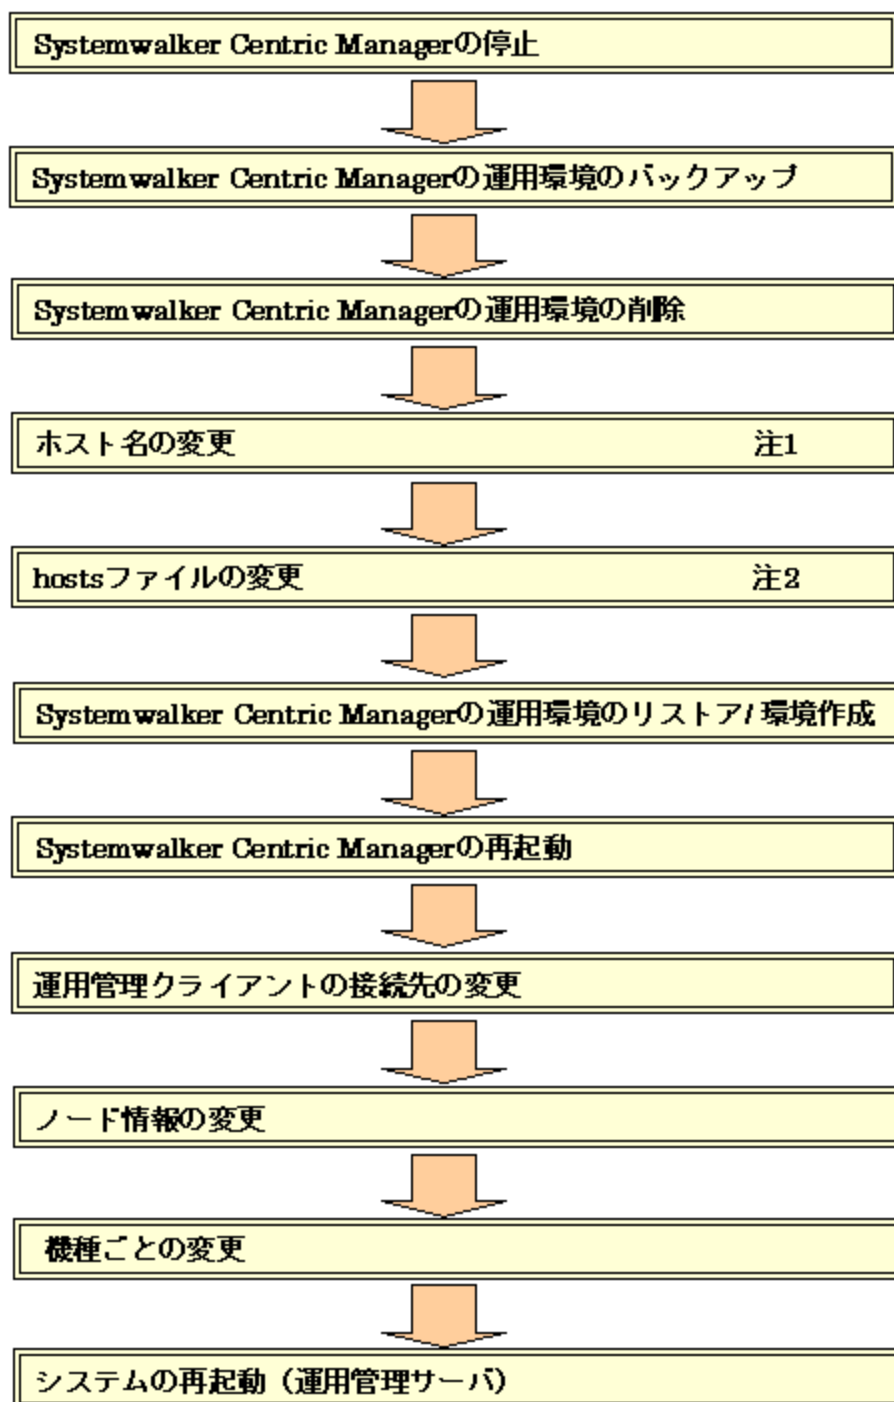 Systemwalker Centric Managerの停止
Systemwalker Centric Managerの運用環境のバックアップ
Systemwalker Centric Managerの運用環境の削除
ホスト名の変更 注1
hostsファイルの変更 注2
Systemwalker Centric Managerの運用環境のリストア/環境作成
Systemwalker Centric Managerの再起動
運用管理クライアントの接続先の変更
ノード情報の変更
機種ごとの変更
システムの再起動（運用管理サーバ）